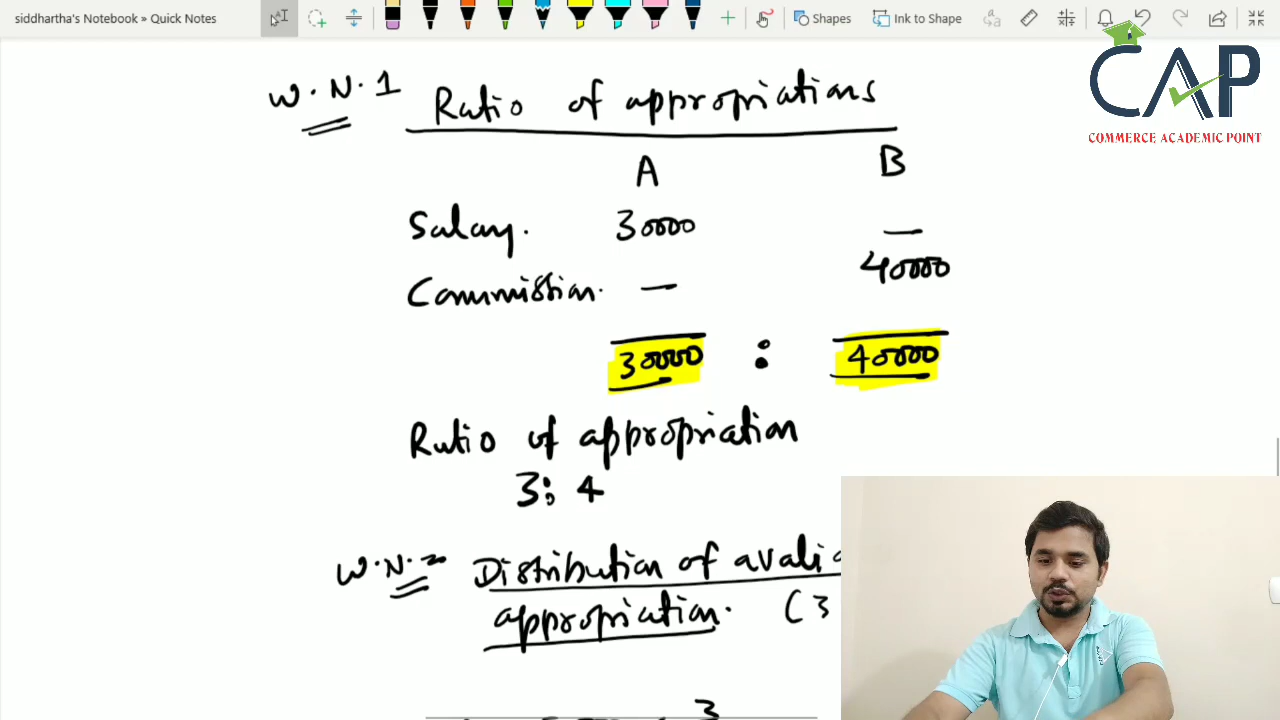 siddhartha's Notebook » Quick Notes
Shapes
Ink to Shape
CAP
COMMERCE ACADEMIC POINT
W.N.1 Ratio of appropriations
A B
Salary. 30000 —
Commission. — 40000
30000 : 40000
Ratio of appropriation
3:4
W.N.2 Distribution of
appropriation. (3
3